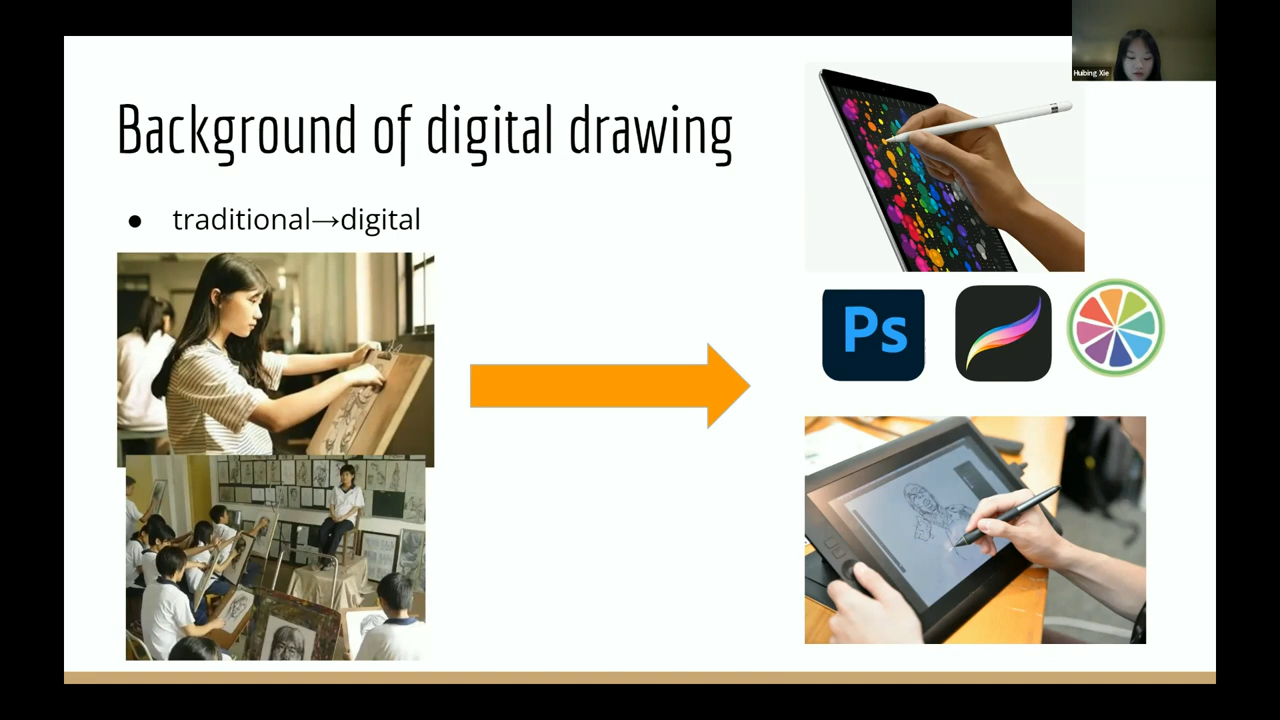 Huibing Xie
Background of digital drawing
● traditional→digital
Ps